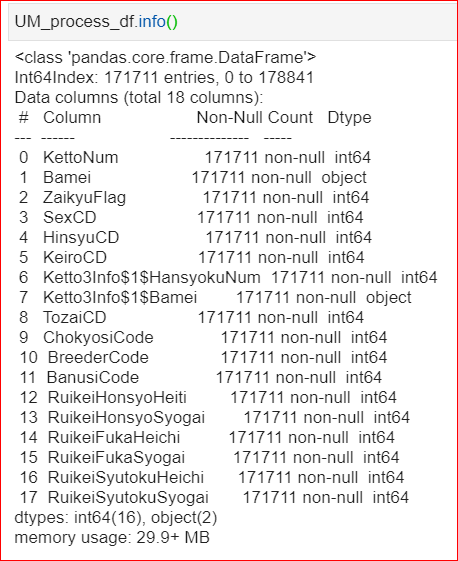 UM_process_df.info()
<class 'pandas.core.frame.DataFrame'>
Int64Index: 171711 entries, 0 to 178841
Data columns (total 18 columns):
# Column Non-Null Count Dtype
--- ------ -------------- -----
0 KettoNum 171711 non-null int64
1 Bamei 171711 non-null object
2 ZaikyuFlag 171711 non-null int64
3 SexCD 171711 non-null int64
4 HinsyuCD 171711 non-null int64
5 KeiroCD 171711 non-null int64
6 Ketto3Info$1$HansyokuNum 171711 non-null int64
7 Ketto3Info$1$Bamei 171711 non-null object
8 TozaiCD 171711 non-null int64
9 ChokyosiCode 171711 non-null int64
10 BreederCode 171711 non-null int64
11 BanusiCode 171711 non-null int64
12 RuikeiHonsyoHeiti 171711 non-null int64
13 RuikeiHonsyoSyogai 171711 non-null int64
14 RuikeiFukaHeichi 171711 non-null int64
15 RuikeiFukaSyogai 171711 non-null int64
16 RuikeiSyutokuHeichi 171711 non-null int64
17 RuikeiSyutokuSyogai 171711 non-null int64
dtypes: int64(16), object(2)
memory usage: 29.9+ MB